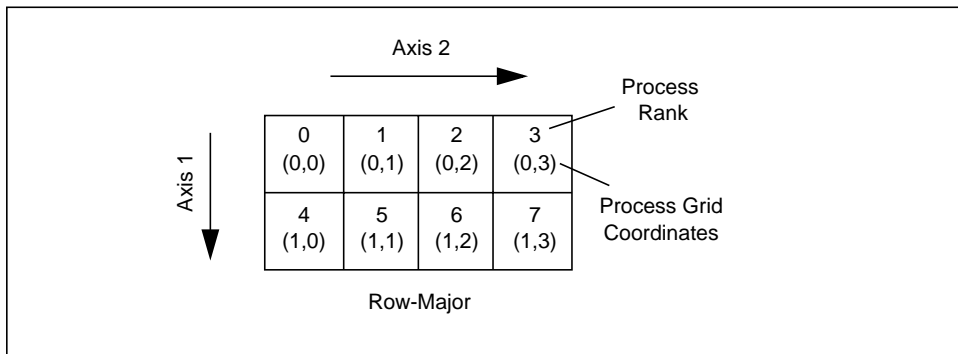 Axis 2
Process
Rank
Axis 1
0 1 2 3
(0,0) (0,1) (0,2) (0,3)
4 5 6 7
(1,0) (1,1) (1,2) (1,3)
Process Grid
Coordinates
Row-Major